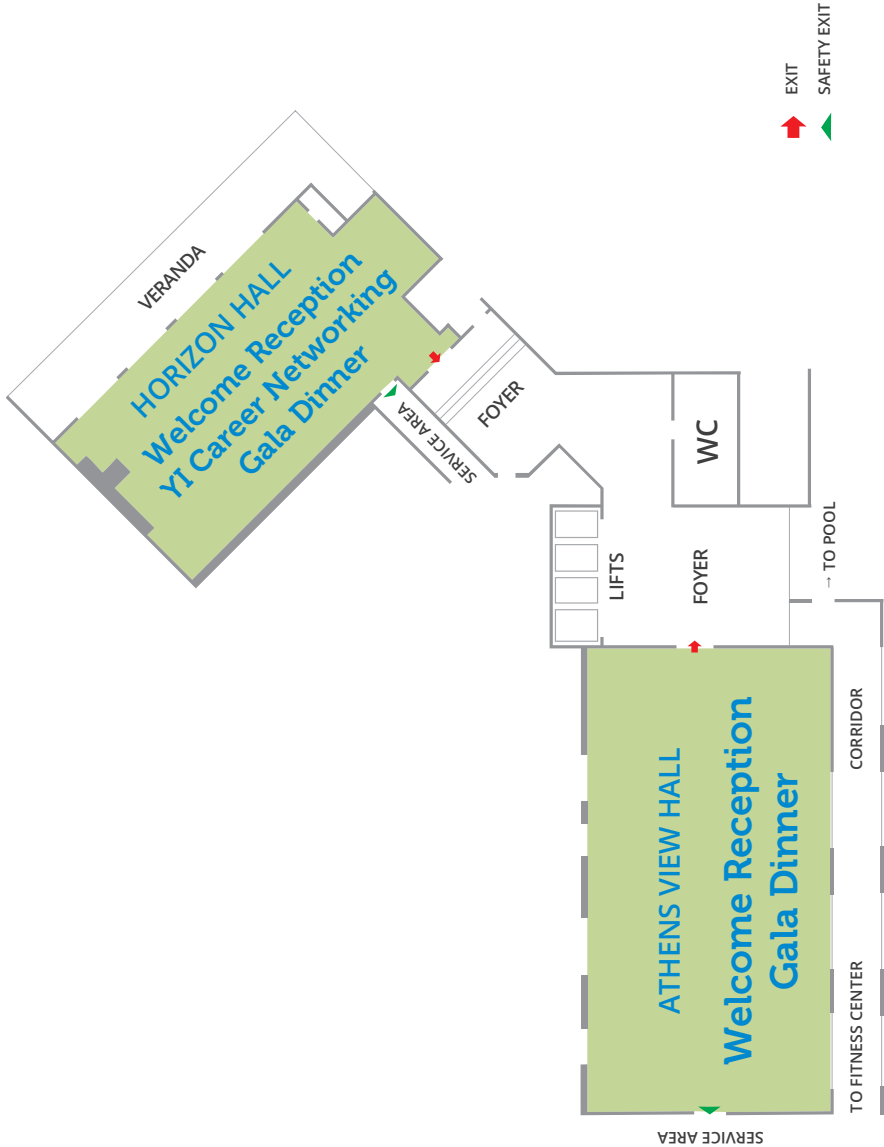 VERANDA
HORIZON HALL
Welcome Reception
YI Career Networking
Gala Dinner
SERVICE AREA
FOYER
WC
LIFTS
FOYER
→ TO POOL
ATHENS VIEW HALL
Welcome Reception
Gala Dinner
CORRIDOR
TO FITNESS CENTER
SERVICE AREA
EXIT
SAFETY EXIT